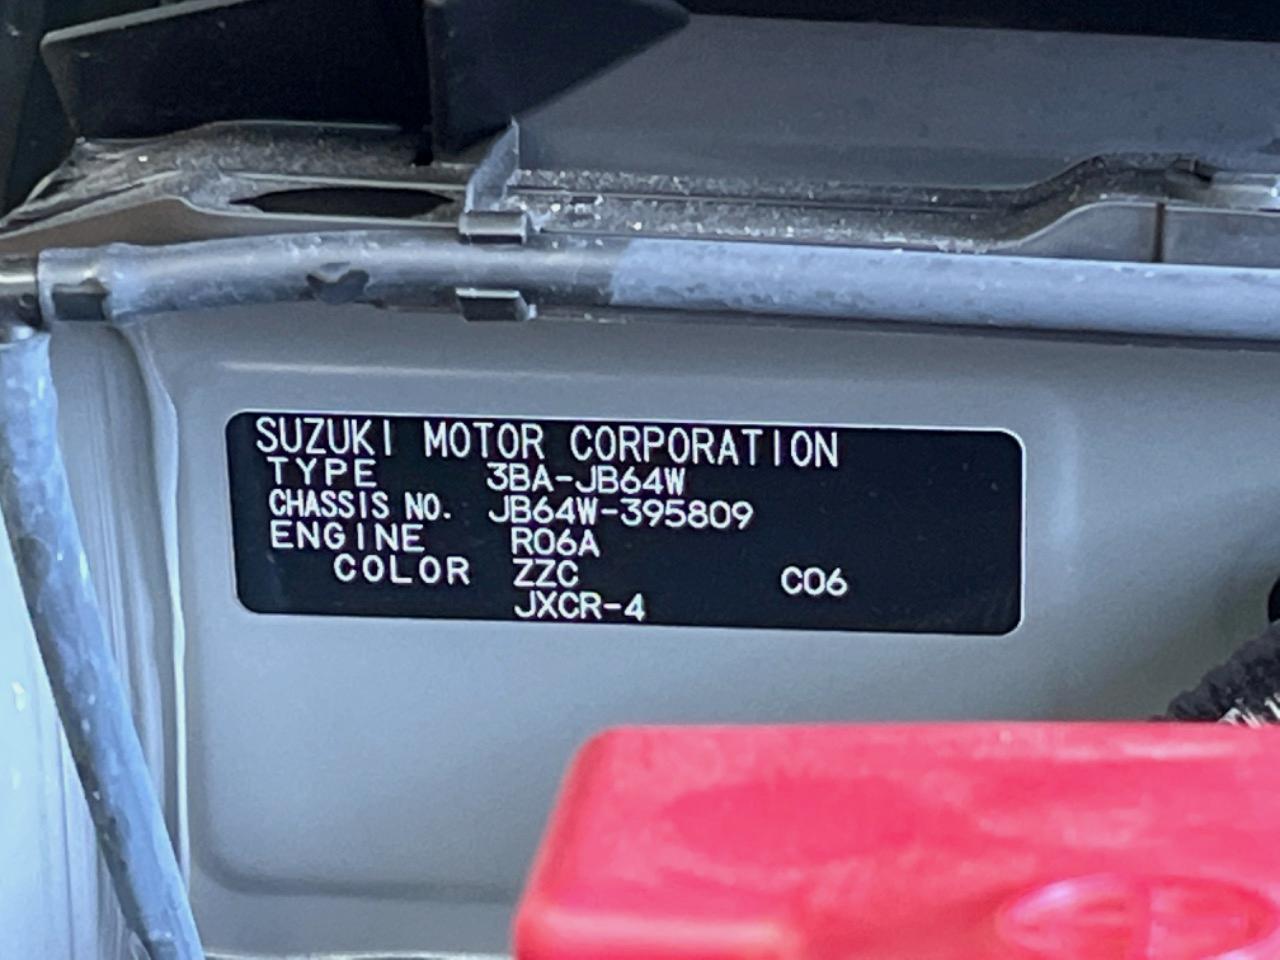 SUZUKI MOTOR CORPORATION
TYPE 3BA-JB64W
CHASSIS NO. JB64W-395809
ENGINE R06A
COLOR ZZC C06
JXCR-4